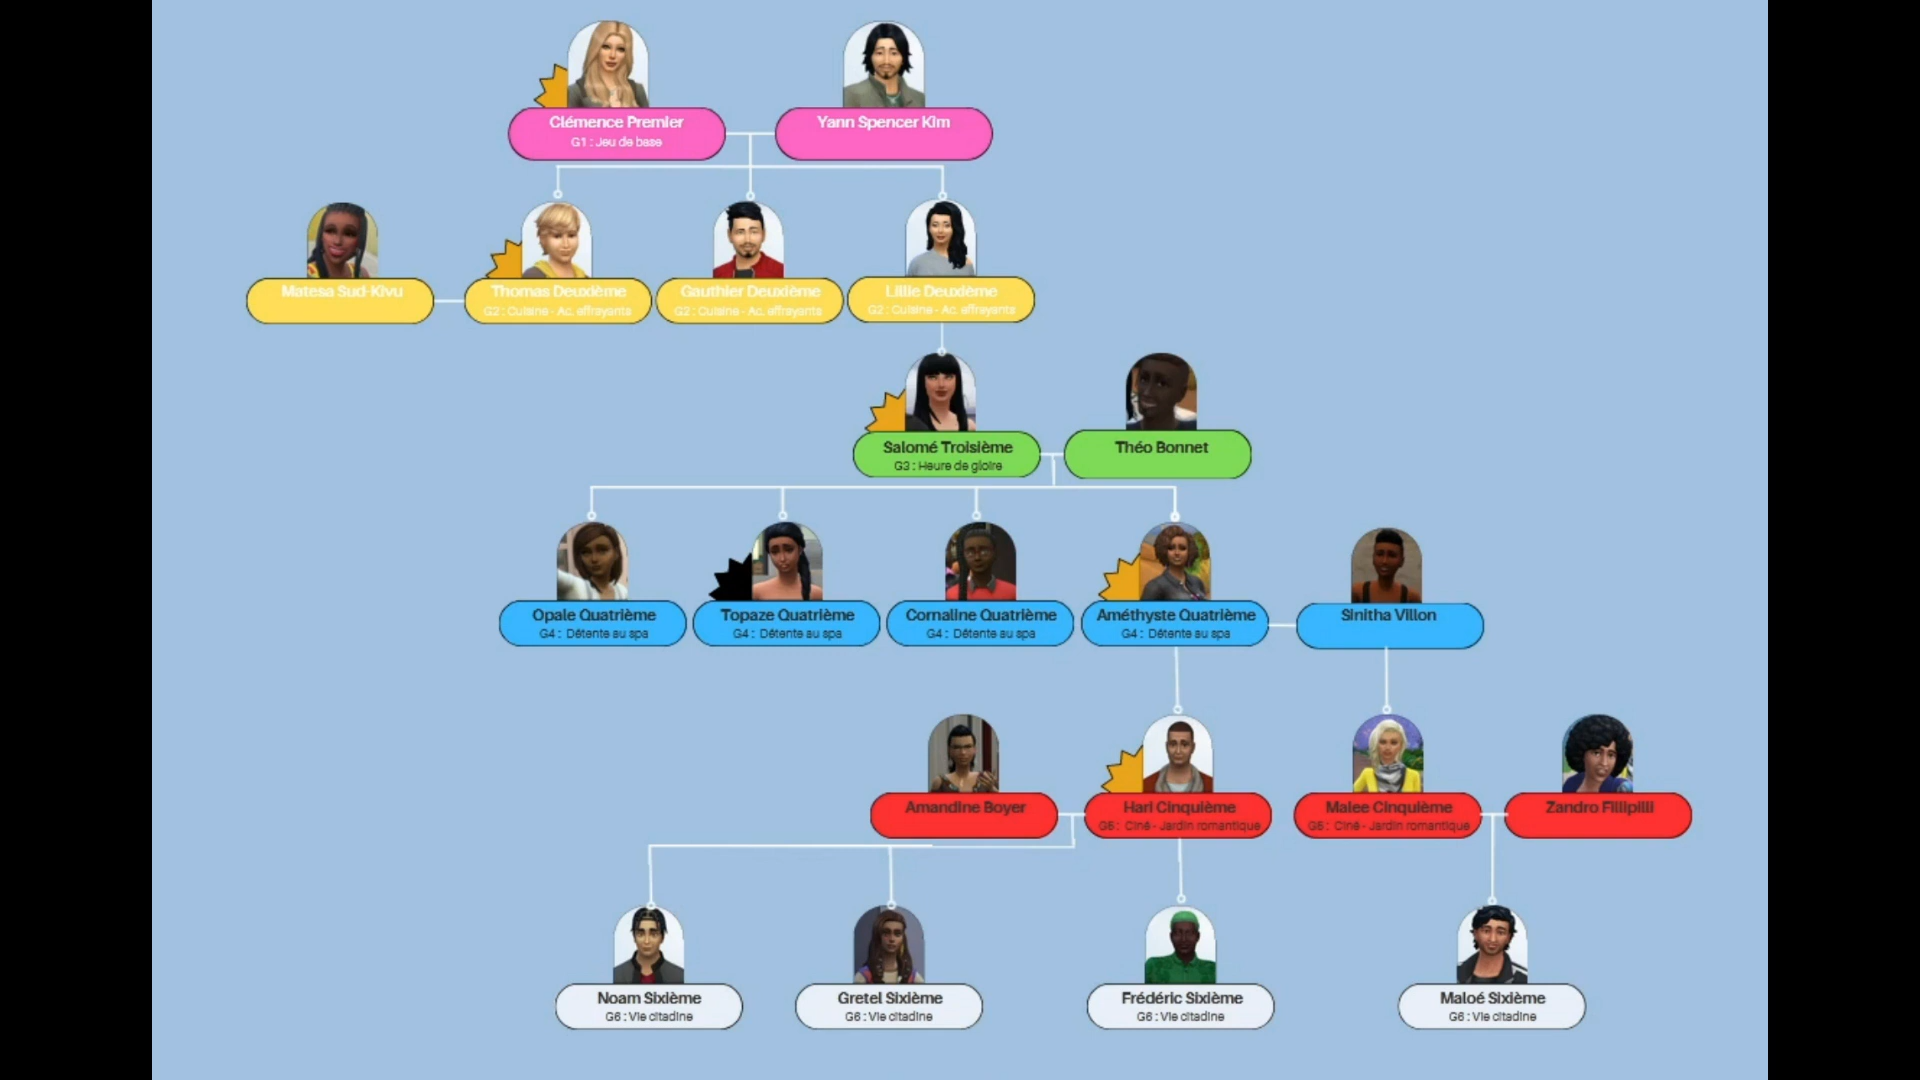 Clémence Premier
G1 : Jeu de base
Yann Spencer Kim
Matesa Sud-Kivu
Thomas Deuxième
G2 : Cuisine - Ac. effrayants
Gauthier Deuxième
G2 : Cuisine - Ac. effrayants
Lillie Deuxième
G2 : Cuisine - Ac. effrayants
Salomé Troisième
G3 : Heure de gloire
Théo Bonnet
Opale Quatrième
G4 : Détente au spa
Topaze Quatrième
G4 : Détente au spa
Cornaline Quatrième
G4 : Détente au spa
Améthyste Quatrième
G4 : Détente au spa
Sinitha Villon
Amandine Boyer
Hari Cinquième
G5 : Ciné - Jardin romantique
Malee Cinquième
G5 : Ciné - Jardin romantique
Zandro Fillipilli
Noam Sixième
G6 : Vie citadine
Gretel Sixième
G6 : Vie citadine
Frédéric Sixième
G6 : Vie citadine
Maloé Sixième
G6 : Vie citadine